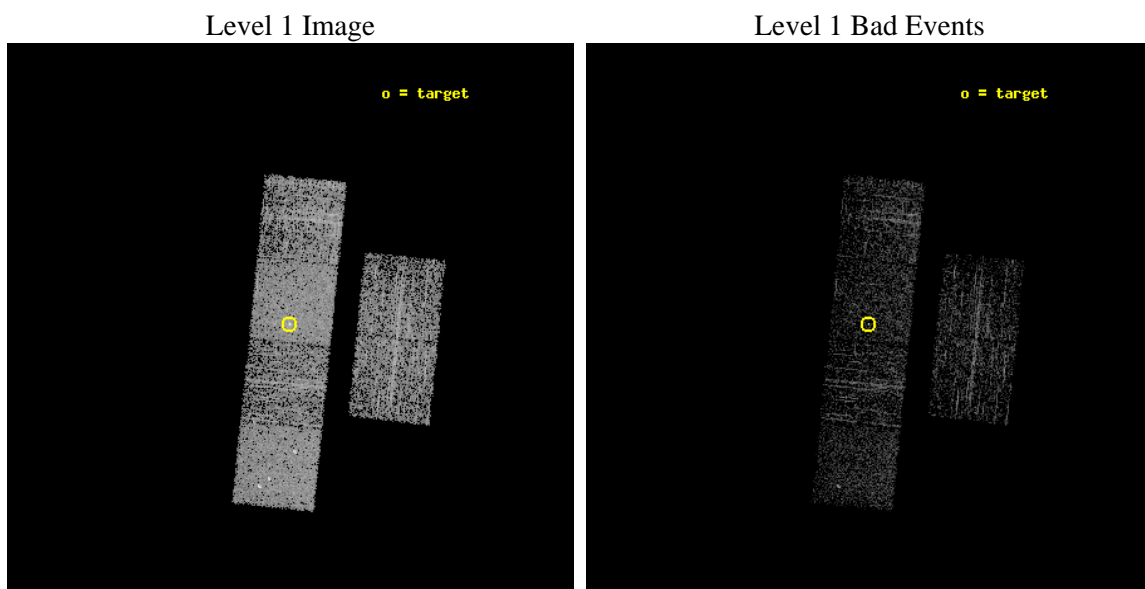 Level 1 Image
Level 1 Bad Events
o = target
o = target